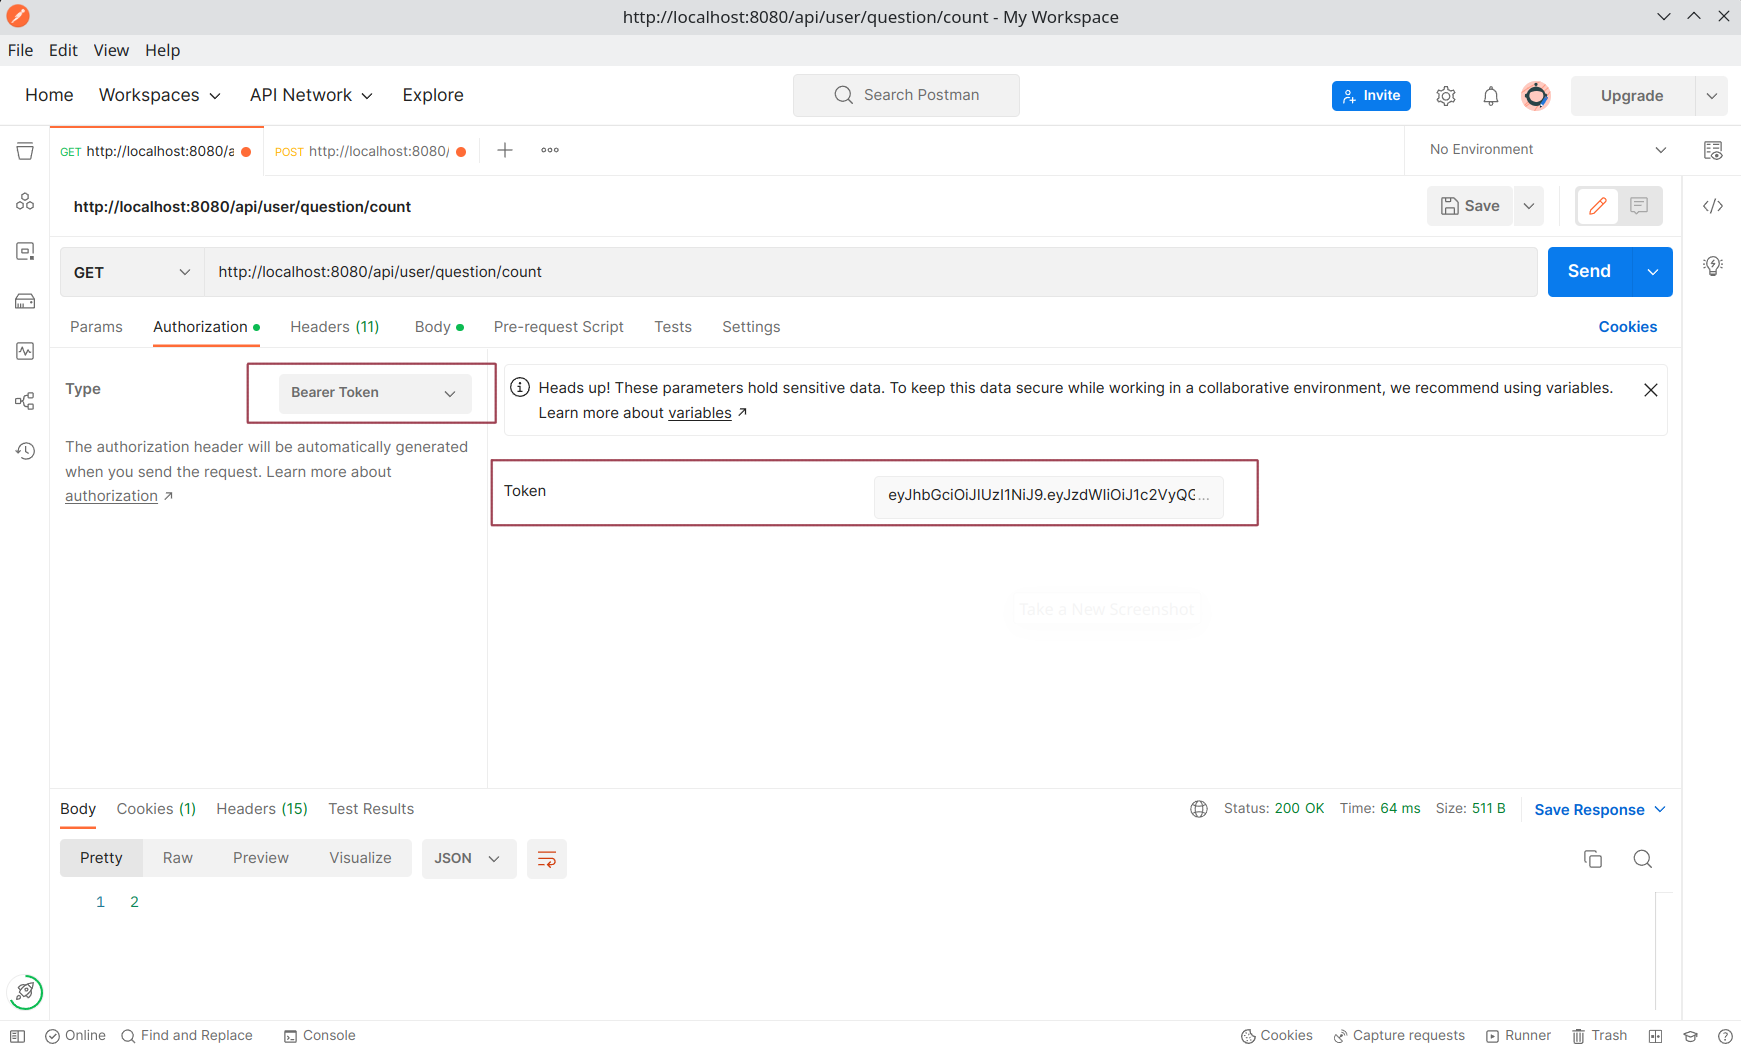 http://localhost:8080/api/user/question/count - My Workspace
File Edit View Help
Home Workspaces API Network Explore
Search Postman
Invite
Upgrade
GET http://localhost:8080/a
POST http://localhost:8080/
No Environment
http://localhost:8080/api/user/question/count
Save
GET http://localhost:8080/api/user/question/count
Send
Params Authorization Headers (11) Body Pre-request Script Tests Settings
Cookies
Type
Bearer Token
The authorization header will be automatically generated
when you send the request. Learn more about
authorization ↗
Heads up! These parameters hold sensitive data. To keep this data secure while working in a collaborative environment, we recommend using variables.
Learn more about variables ↗
Token
eyJhbGciOiJIUzI1NiJ9.eyJzdWIiOiJ1c2VyQG...
Take a New Screenshot
Body Cookies (1) Headers (15) Test Results
Status: 200 OK Time: 64 ms Size: 511 B
Save Response
Pretty Raw Preview Visualize
JSON
1 2
Online Find and Replace Console
Cookies Capture requests Runner Trash